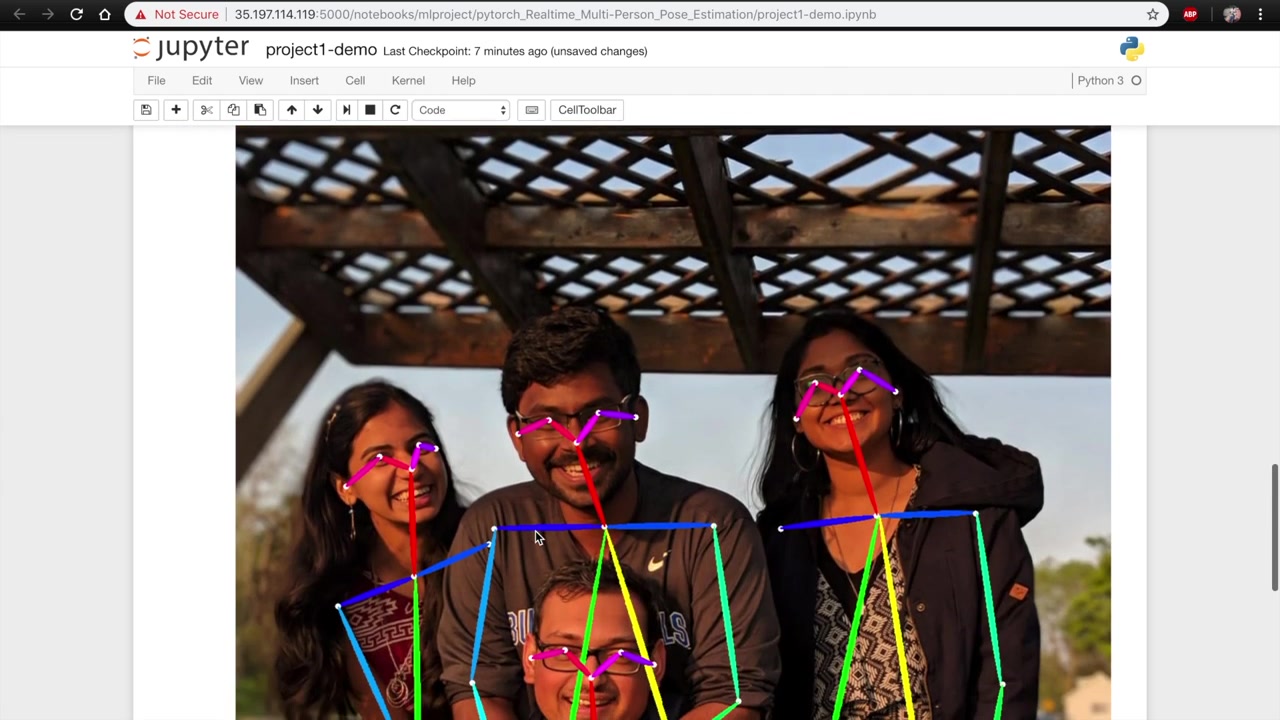 Not Secure | 35.197.114.119:5000/notebooks/mlproject/pytorch_Realtime_Multi-Person_Pose_Estimation/project1-demo.ipynb
ABP
jupyter project1-demo Last Checkpoint: 7 minutes ago (unsaved changes)
File Edit View Insert Cell Kernel Help Python 3
Code CellToolbar